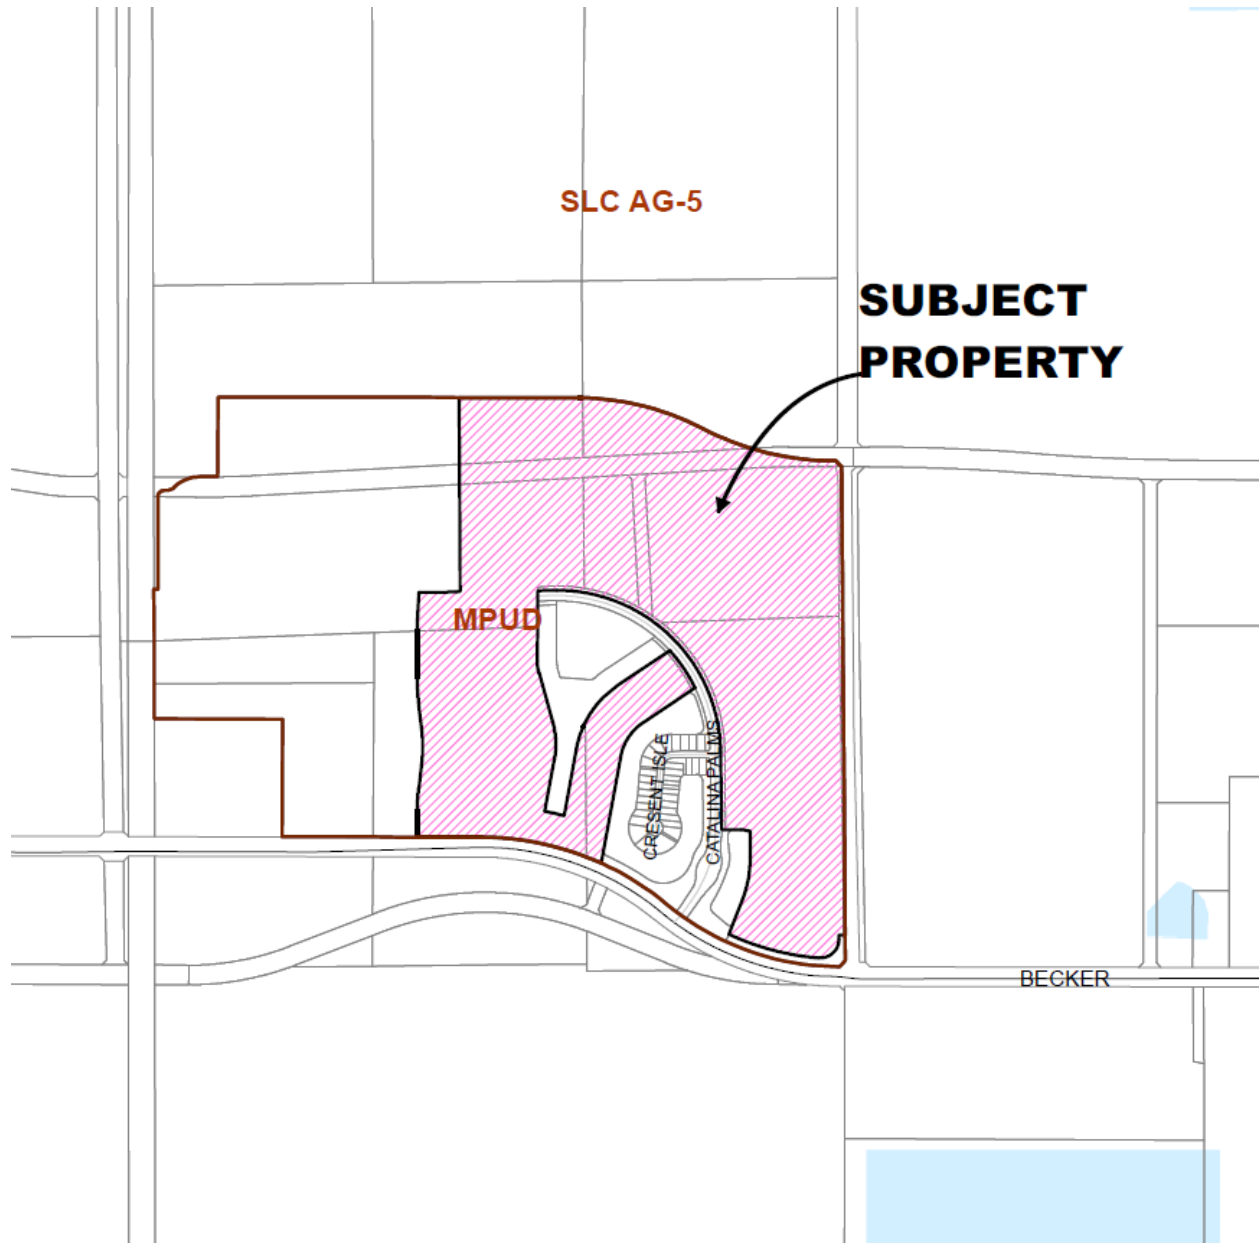 SLC AG-5
SUBJECT
PROPERTY
MPUD
CRESENT ISLE
CATALINA PALMS
BECKER